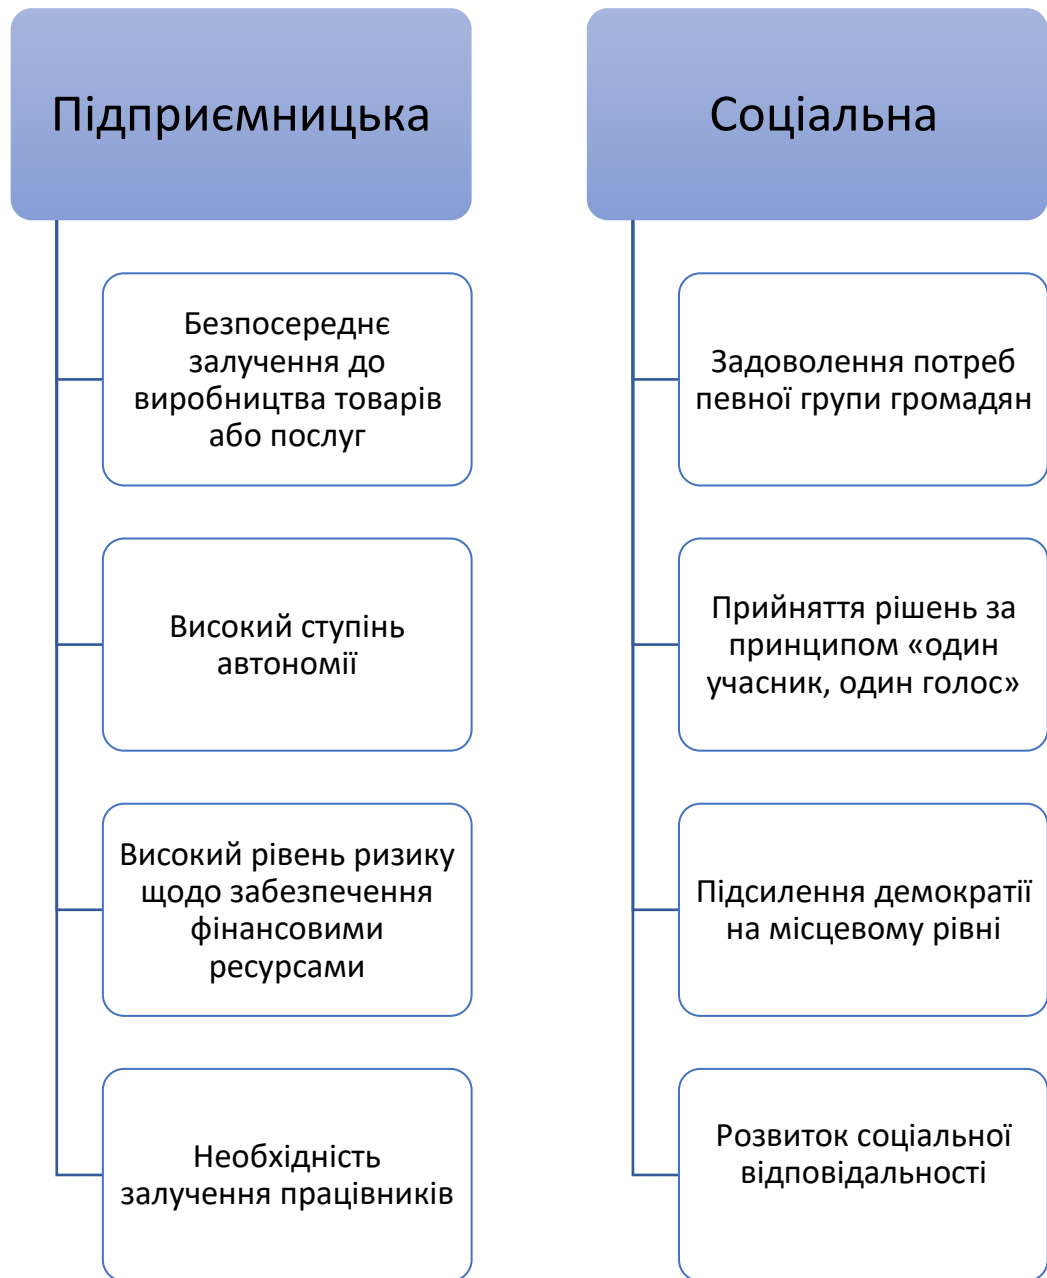 Підприємницька
Безпосереднє
залучення до
виробництва товарів
або послуг
Високий ступінь
автономії
Високий рівень ризику
щодо забезпечення
фінансовими
ресурсами
Необхідність
залучення працівників
Соціальна
Задоволення потреб
певної групи громадян
Прийняття рішень за
принципом «один
учасник, один голос»
Підсилення демократії
на місцевому рівні
Розвиток соціальної
відповідальності